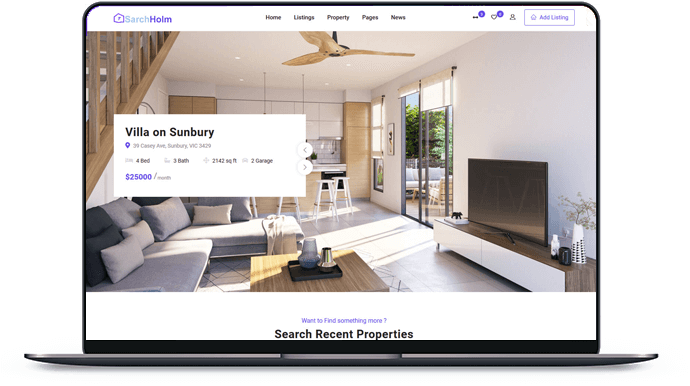 SarchHolm
Home Listings Property Pages News
0 0 Add Listing
Villa on Sunbury
39 Casey Ave, Sunbury, VIC 3429
4 Bed 3 Bath 2142 sq ft 2 Garage
$25000 /month
Want to Find something more ?
Search Recent Properties